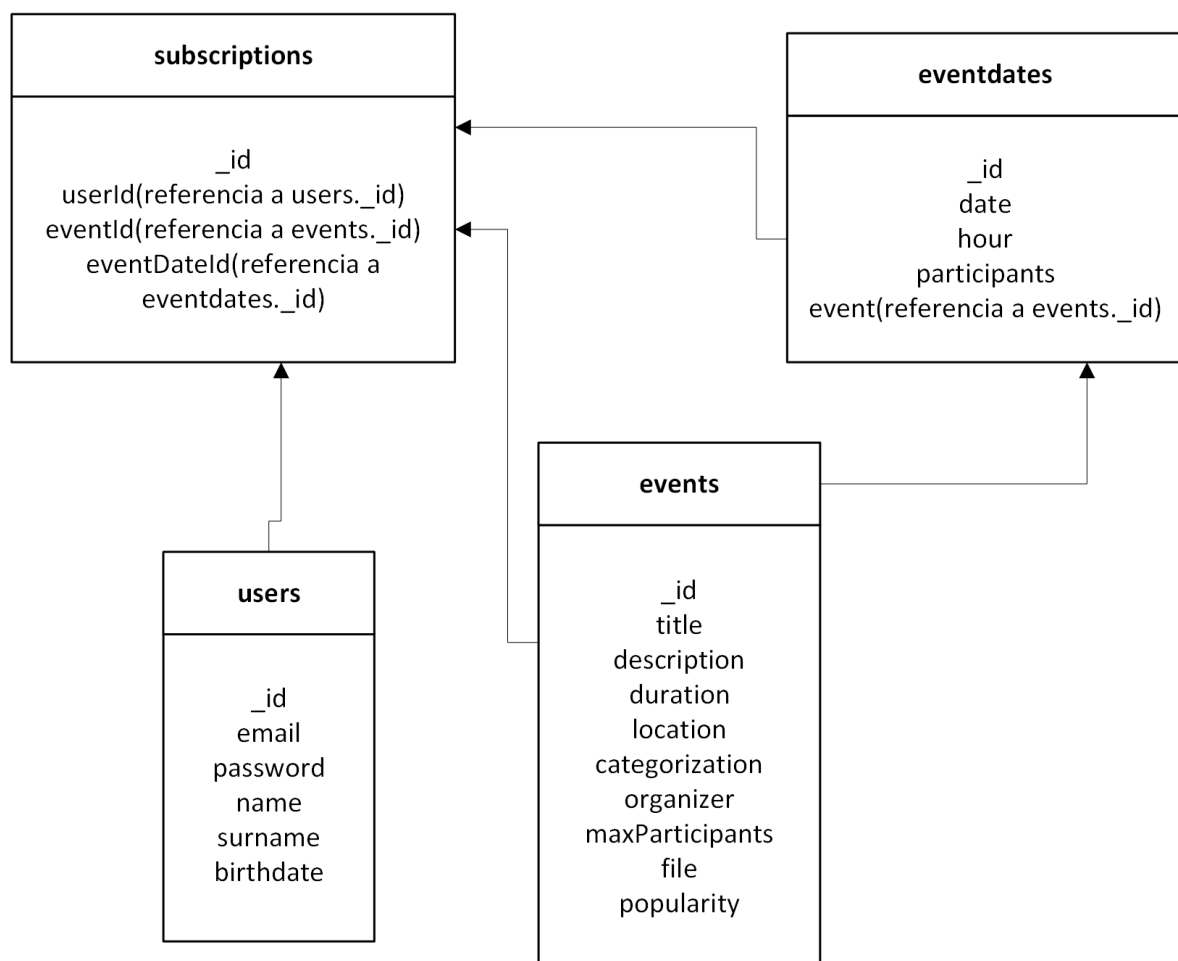 subscriptions
_id
userId(referencia a users._id)
eventId(referencia a events._id)
eventDateId(referencia a
eventdates._id)
eventdates
_id
date
hour
participants
event(referencia a events._id)
users
_id
email
password
name
surname
birthdate
events
_id
title
description
duration
location
categorization
organizer
maxParticipants
file
popularity